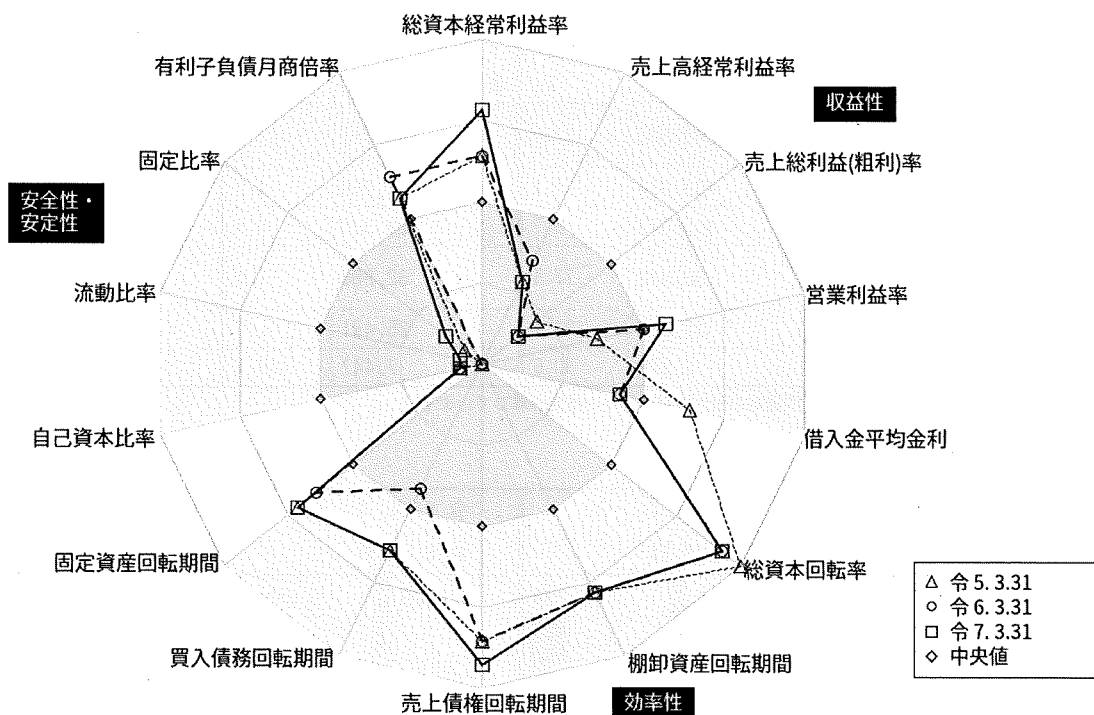 総資本経常利益率
有利子負債月商倍率
売上高経常利益率
収益性
固定比率
売上総利益(粗利)率
安全性・
安定性
流動比率
営業利益率
自己資本比率
借入金平均金利
固定資産回転期間
総資本回転率
買入債務回転期間
棚卸資産回転期間
売上債権回転期間
効率性
令5.3.31
令6.3.31
令7.3.31
中央値